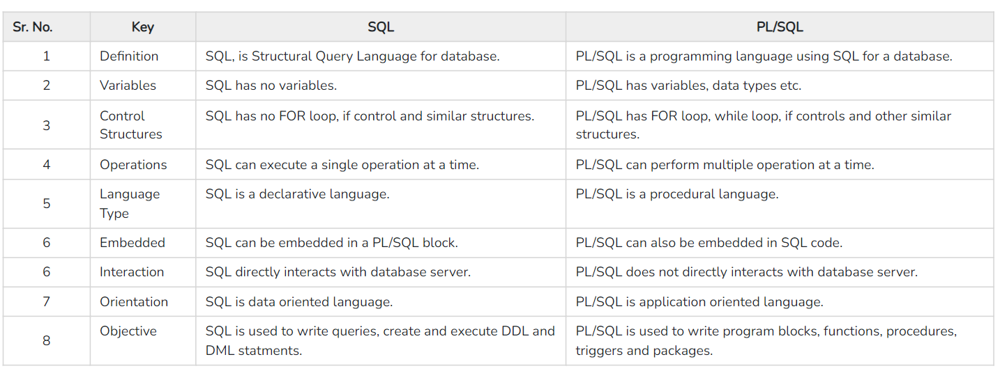 Sr. No. Key SQL PL/SQL
1 Definition SQL, is Structural Query Language for database. PL/SQL is a programming language using SQL for a database.
2 Variables SQL has no variables. PL/SQL has variables, data types etc.
3 Control SQL has no FOR loop, if control and similar structures. PL/SQL has FOR loop, while loop, if controls and other similar
Structures structures.
4 Operations SQL can execute a single operation at a time. PL/SQL can perform multiple operation at a time.
5 Language SQL is a declarative language. PL/SQL is a procedural language.
Type
6 Embedded SQL can be embedded in a PL/SQL block. PL/SQL can also be embedded in SQL code.
6 Interaction SQL directly interacts with database server. PL/SQL does not directly interacts with database server.
7 Orientation SQL is data oriented language. PL/SQL is application oriented language.
8 Objective SQL is used to write queries, create and execute DDL and PL/SQL is used to write program blocks, functions, procedures,
DML statments. triggers and packages.